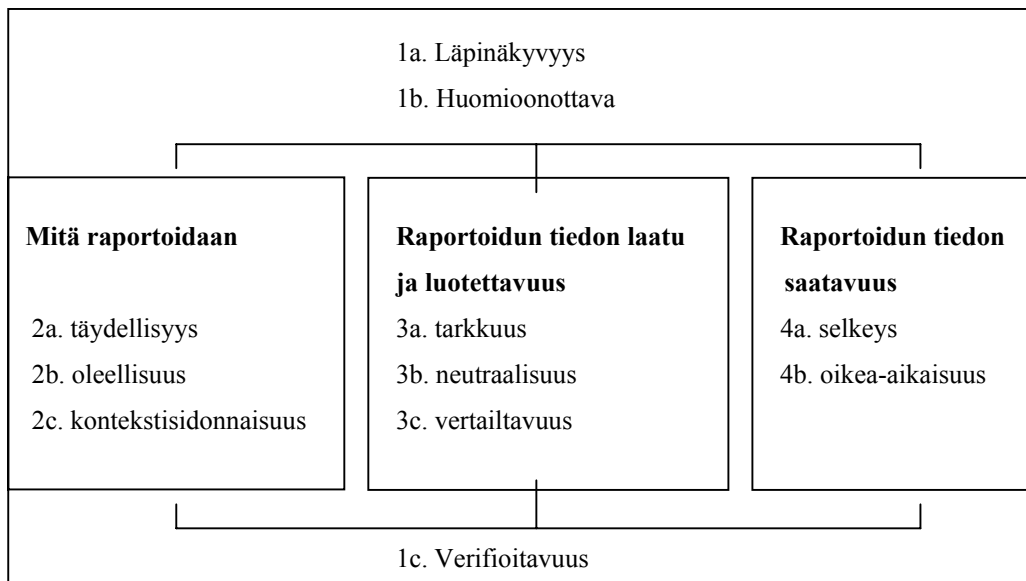 1a. Läpinäkyvyys
1b. Huomioonottava
Mitä raportoidaan
2a. täydellisyys
2b. oleellisuus
2c. kontekstisidonnaisuus
Raportoidun tiedon laatu
ja luotettavuus
3a. tarkkuus
3b. neutraalisuus
3c. vertailtavuus
Raportoidun tiedon
saatavuus
4a. selkeys
4b. oikea-aikaisuus
1c. Verifioitavuus